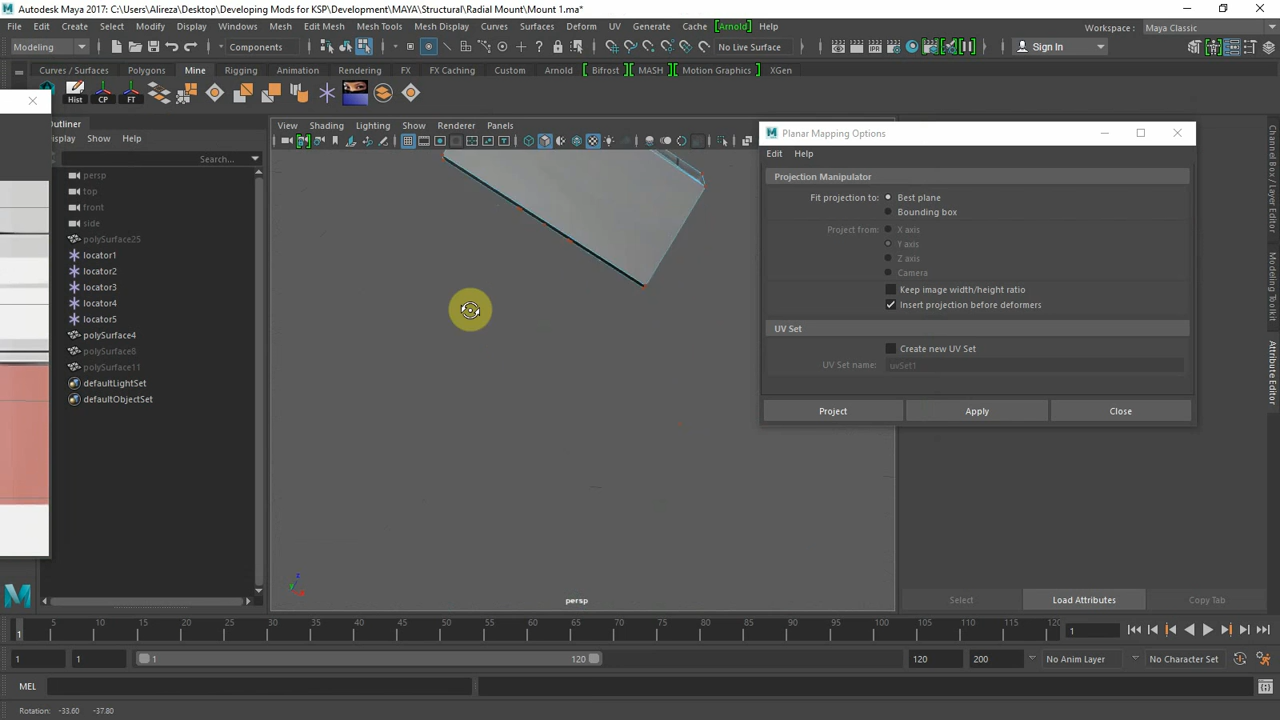 Autodesk Maya 2017: C:\Users\Alireza\Desktop\Developing Mods for KSP\Development\MAYA\Structural\Radial Mount\Mount 1.ma*
File Edit Create Select Modify Display Windows Mesh Edit Mesh Mesh Tools Mesh Display Curves Surfaces Deform UV Generate Cache [Arnold] Help
Workspace : Maya Classic
Modeling
Components
No Live Surface
Sign In
Curves / Surfaces Polygons Mine Rigging Animation Rendering FX FX Caching Custom Arnold Bifrost MASH Motion Graphics XGen
Hist CP FT
Outliner
Display Show Help
Search...
persp
top
front
side
polySurface25
locator1
locator2
locator3
locator4
locator5
polySurface4
polySurface8
polySurface11
defaultLightSet
defaultObjectSet
View Shading Lighting Show Renderer Panels
persp
Planar Mapping Options
Edit Help
Projection Manipulator
Fit projection to: Best plane
Bounding box
Project from: X axis
Y axis
Z axis
Camera
Keep image width/height ratio
Insert projection before deformers
UV Set
Create new UV Set
UV Set name: uvSet1
Project Apply Close
Channel Box / Layer Editor
Modeling Toolkit
Attribute Editor
Select Load Attributes Copy Tab
1 5 10 15 20 25 30 35 40 45 50 55 60 65 70 75 80 85 90 95 100 105 110 115 120
1
1 1 1 120 120 200 No Anim Layer No Character Set
MEL
Rotation: -33.60 -37.80